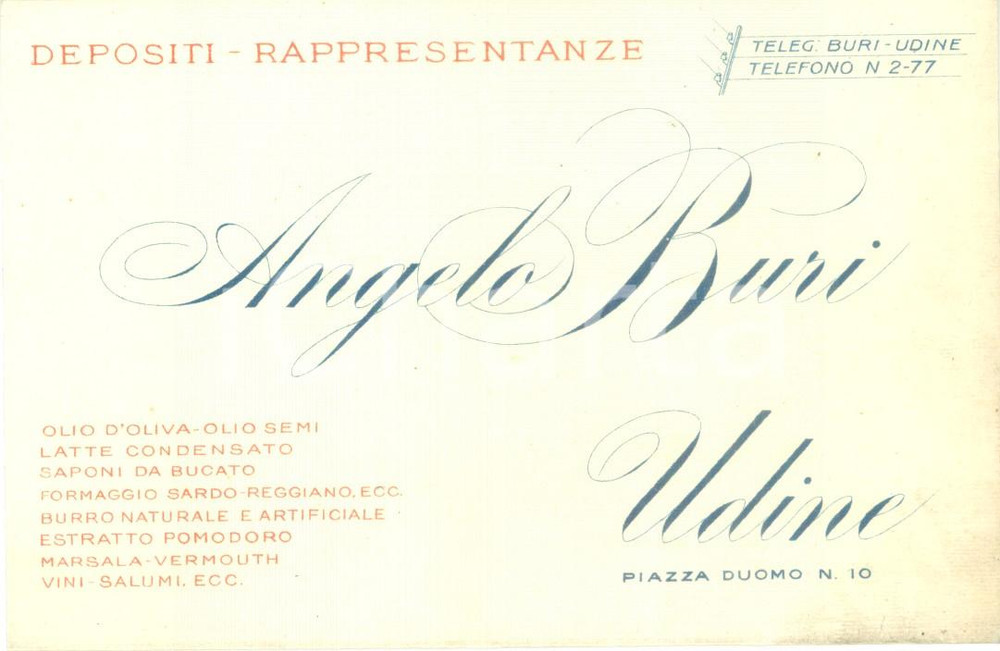 DEPOSITI - RAPPRESENTANZE
TELEG. BURI - UDINE
TELEFONO N 2-77
Angelo Buri
OLIO D'OLIVA - OLIO SEMI
LATTE CONDENSATO
SAPONI DA BUCATO
FORMAGGIO SARDO - REGGIANO, ECC.
BURRO NATURALE E ARTIFICIALE
ESTRATTO POMODORO
MARSALA - VERMOUTH
VINI - SALUMI, ECC.
Udine
PIAZZA DUOMO N. 10